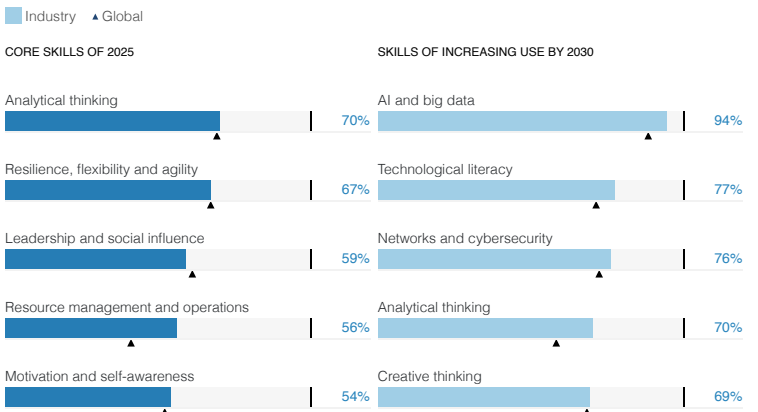 Industry Global
CORE SKILLS OF 2025
Analytical thinking
70%
Resilience, flexibility and agility
67%
Leadership and social influence
59%
Resource management and operations
56%
Motivation and self-awareness
54%
SKILLS OF INCREASING USE BY 2030
AI and big data
94%
Technological literacy
77%
Networks and cybersecurity
76%
Analytical thinking
70%
Creative thinking
69%